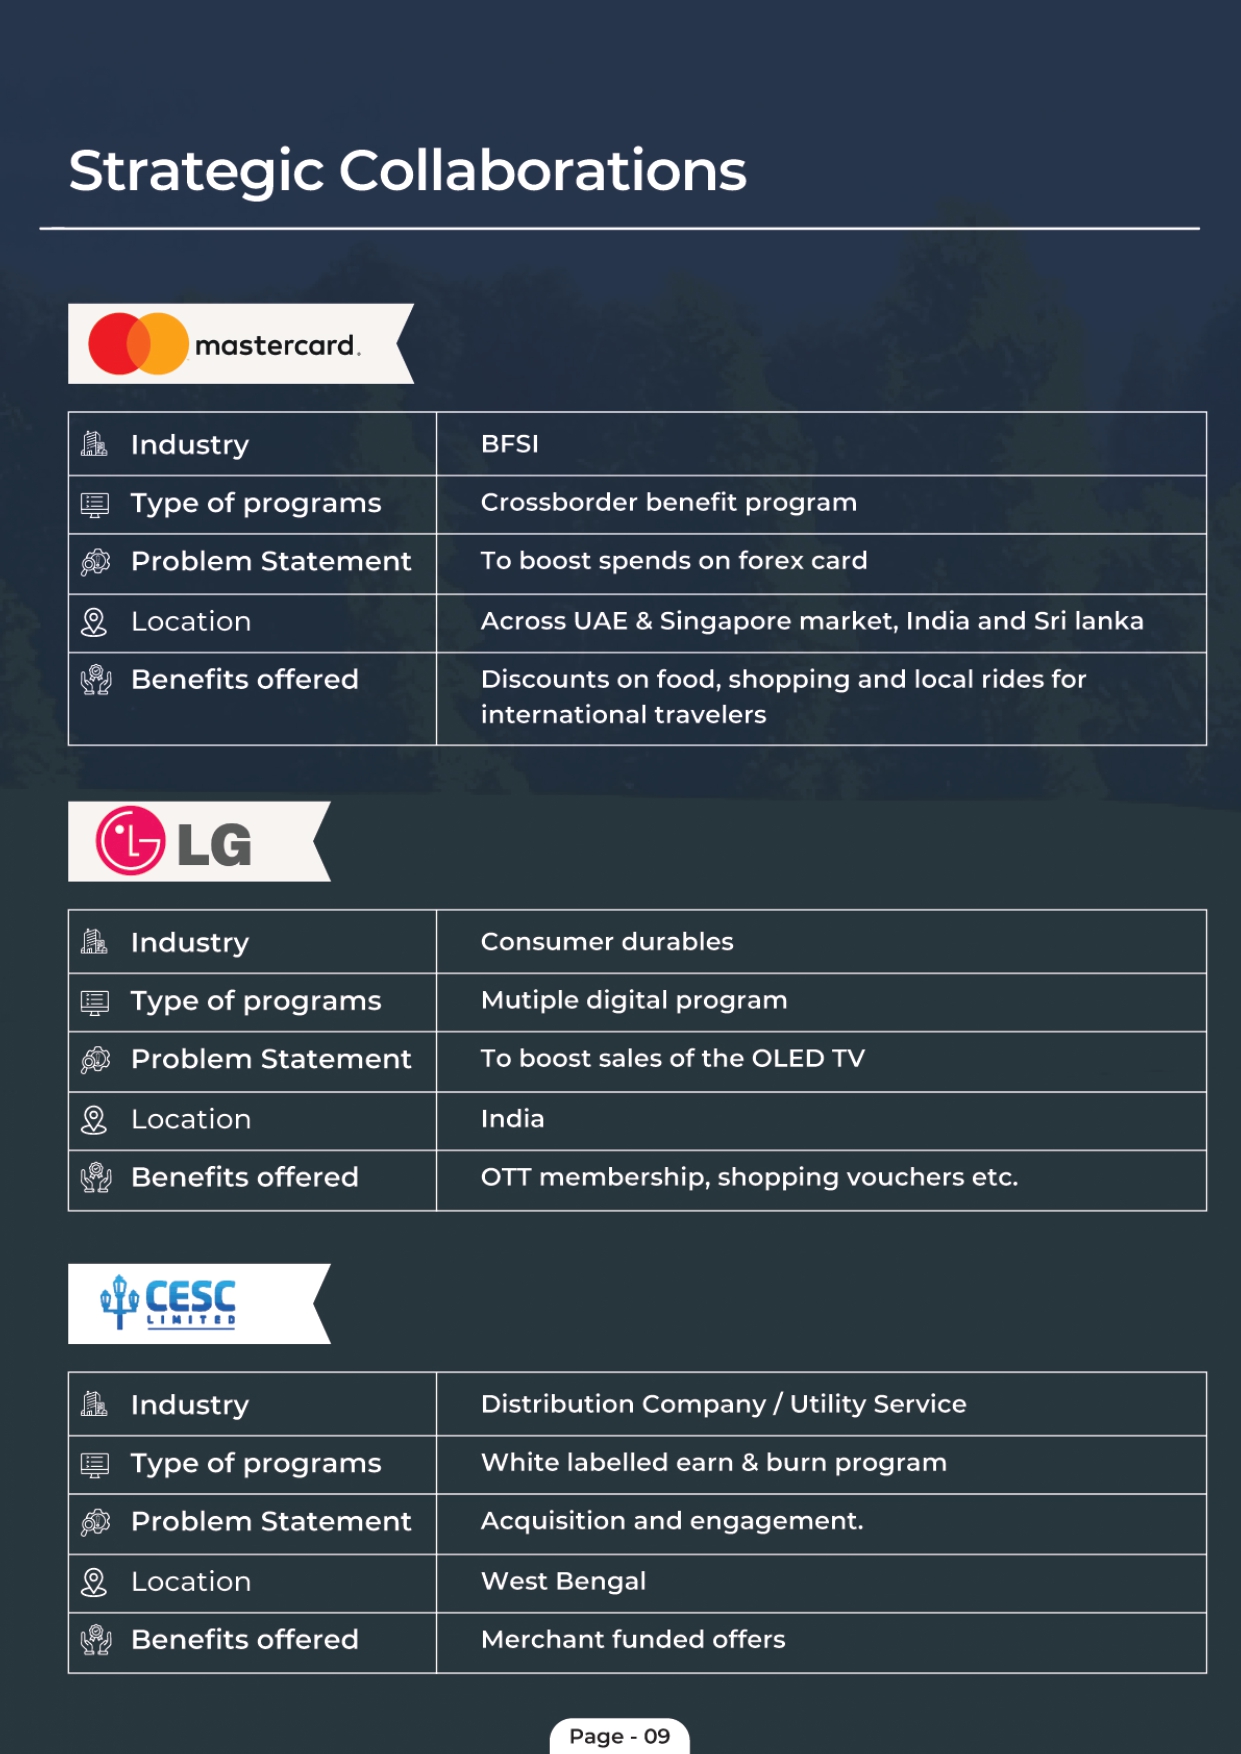 Strategic Collaborations
mastercard.
Industry
BFSI
Type of programs
Crossborder benefit program
Problem Statement
To boost spends on forex card
Location
Across UAE & Singapore market, India and Sri lanka
Benefits offered
Discounts on food, shopping and local rides for
international travelers
LG
Industry
Consumer durables
Type of programs
Mutiple digital program
Problem Statement
To boost sales of the OLED TV
Location
India
Benefits offered
OTT membership, shopping vouchers etc.
CESC
LIMITED
Industry
Distribution Company / Utility Service
Type of programs
White labelled earn & burn program
Problem Statement
Acquisition and engagement.
Location
West Bengal
Benefits offered
Merchant funded offers
Page - 09